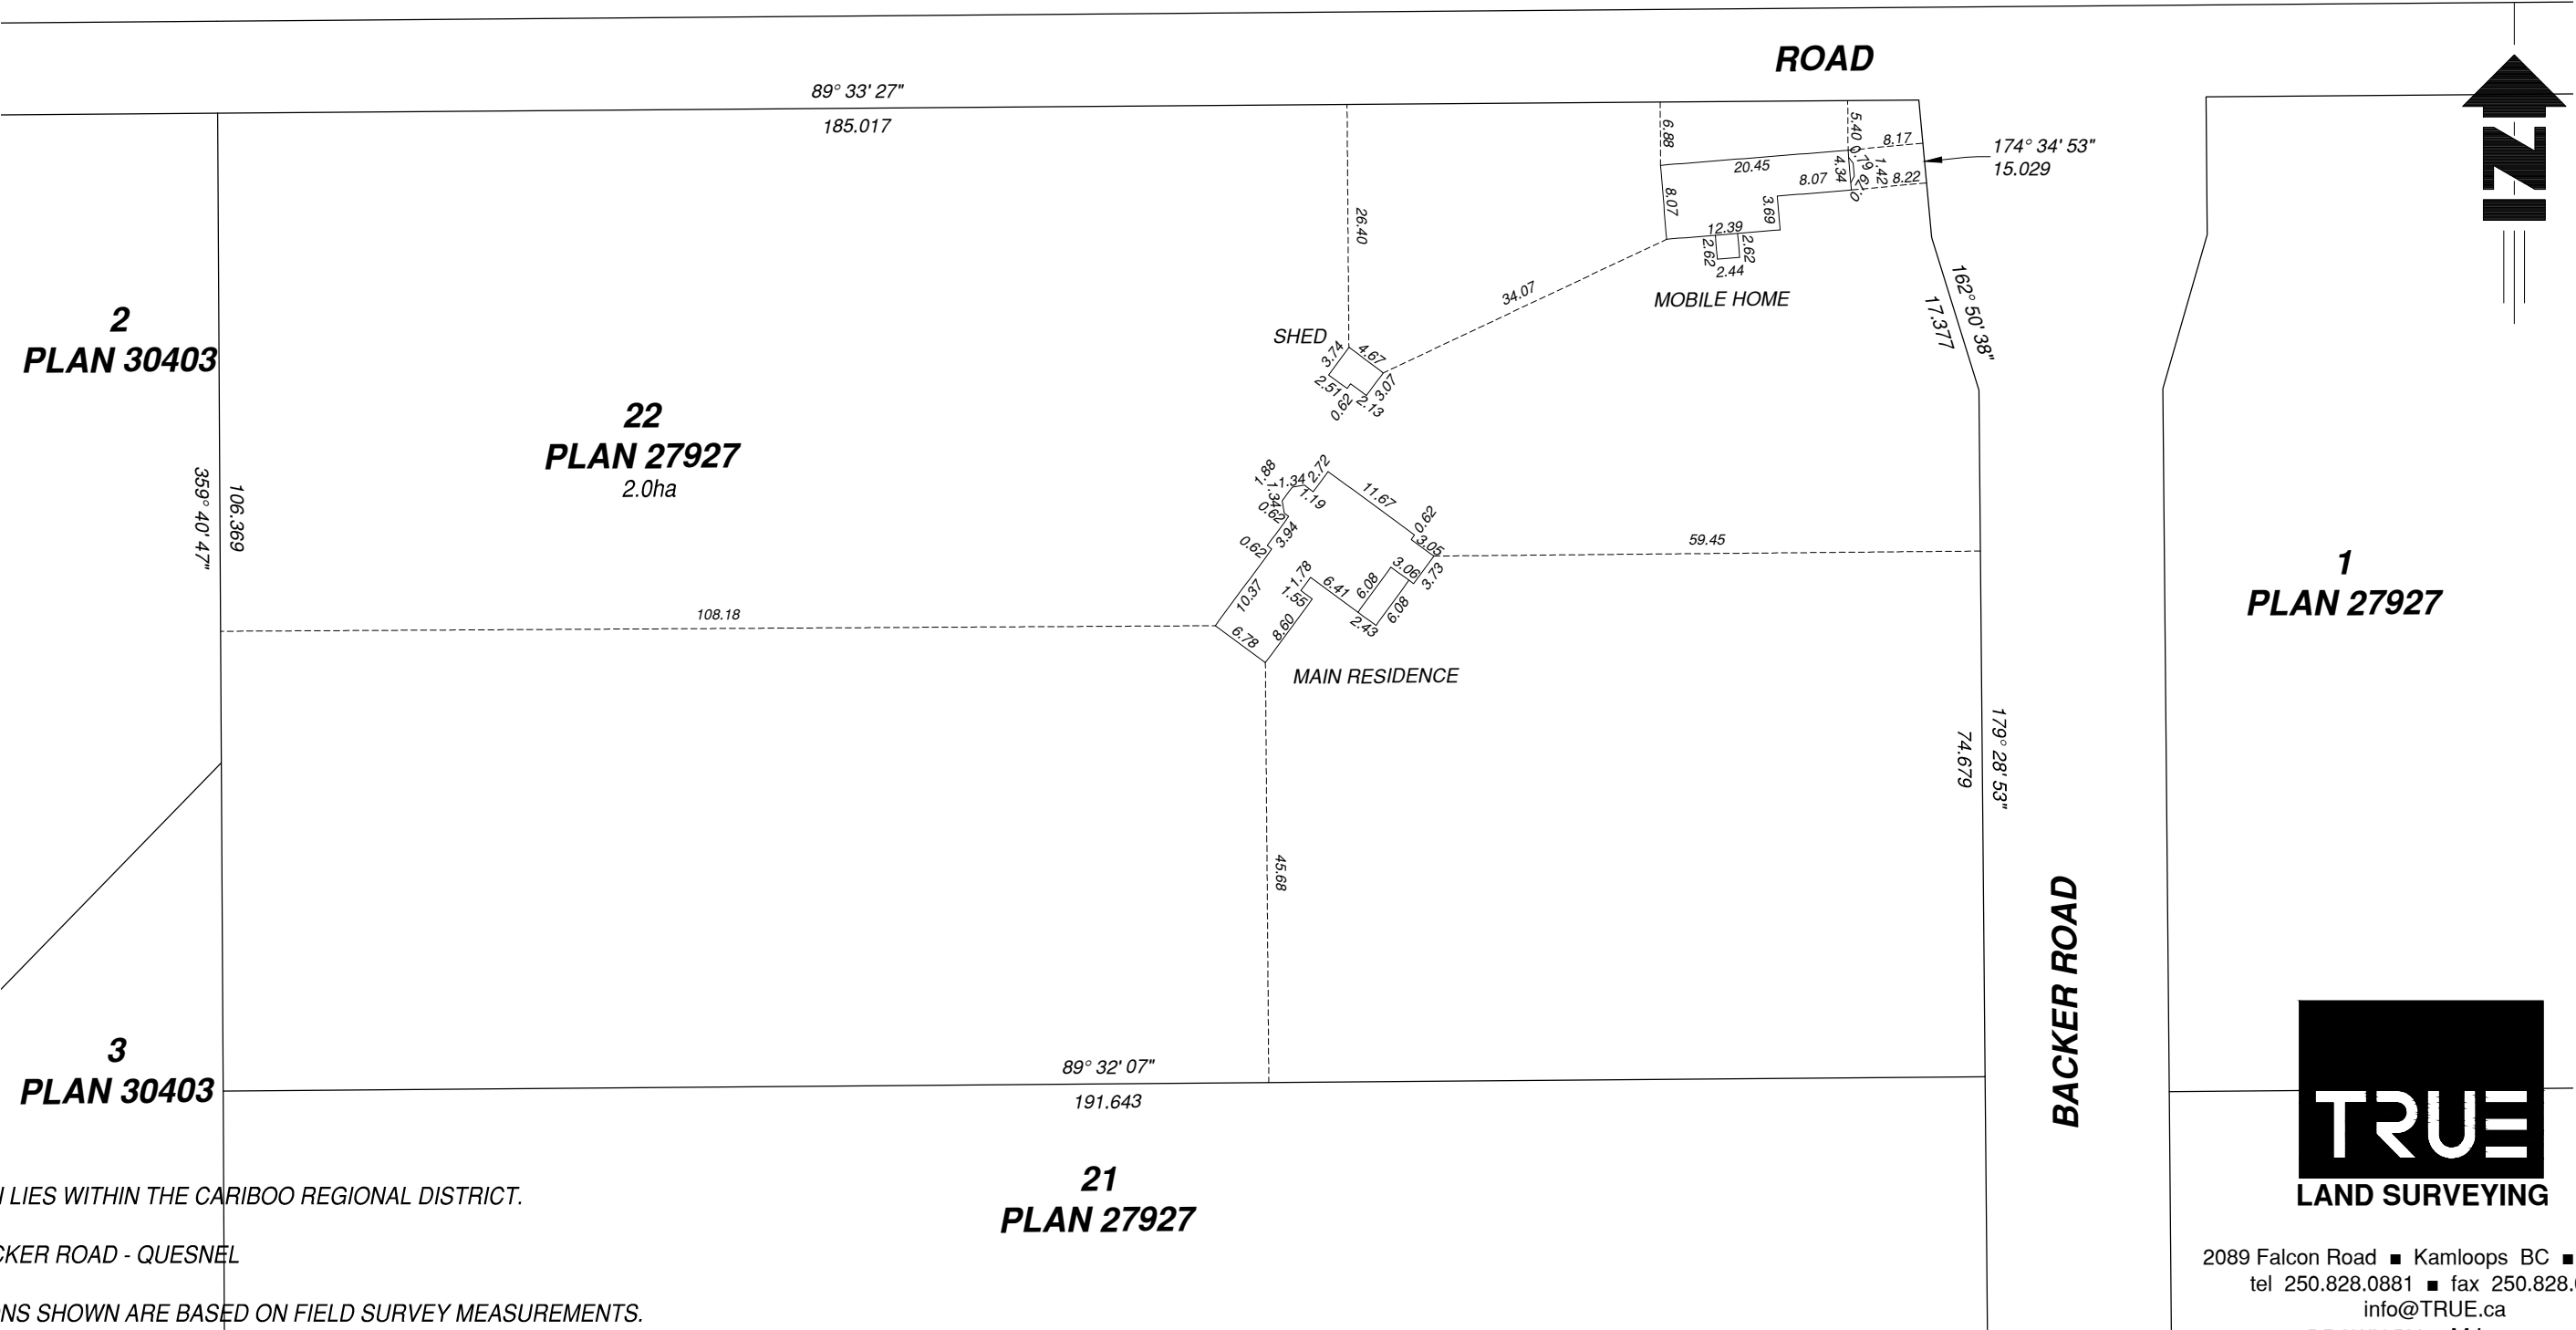 ROAD
89° 33' 27"
185.017
6.88
5.40
8.17
174° 34' 53"
15.029
20.45
4.34
0.79
1.42
8.07
8.22
8.07
3.69
12.39
2.62
2.62
2.44
MOBILE HOME
26.40
34.07
162° 50' 38"
17.377
2
PLAN 30403
SHED
3.74
4.67
2.51
3.07
0.62
2.13
22
PLAN 27927
2.0ha
359° 40' 47"
106.369
1.88
1.34
2.72
1.34
1.19
0.62
11.67
0.62
3.94
0.62
3.05
59.45
3.06
3.73
1.78
6.41
6.08
10.37
1.55
6.08
8.60
2.43
6.78
108.18
MAIN RESIDENCE
1
PLAN 27927
74.679
179° 28' 53"
45.68
BACKER ROAD
3
PLAN 30403
89° 32' 07"
191.643
21
PLAN 27927
LIES WITHIN THE CARIBOO REGIONAL DISTRICT.
CKER ROAD - QUESNEL
NS SHOWN ARE BASED ON FIELD SURVEY MEASUREMENTS.
N
TRUE
LAND SURVEYING
2089 Falcon Road ■ Kamloops BC ■
tel 250.828.0881 ■ fax 250.828.
info@TRUE.ca